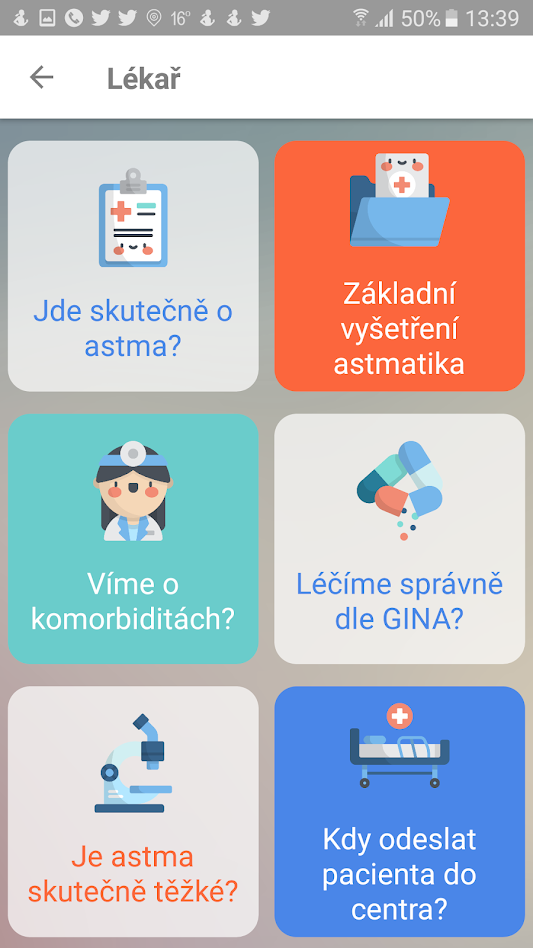 16° 50% 13:39
Lékař
Jde skutečně o
astma?
Základní
vyšetření
astmatika
Víme o
komorbiditách?
Léčíme správně
dle GINA?
Je astma
skutečně těžké?
Kdy odeslat
pacienta do
centra?